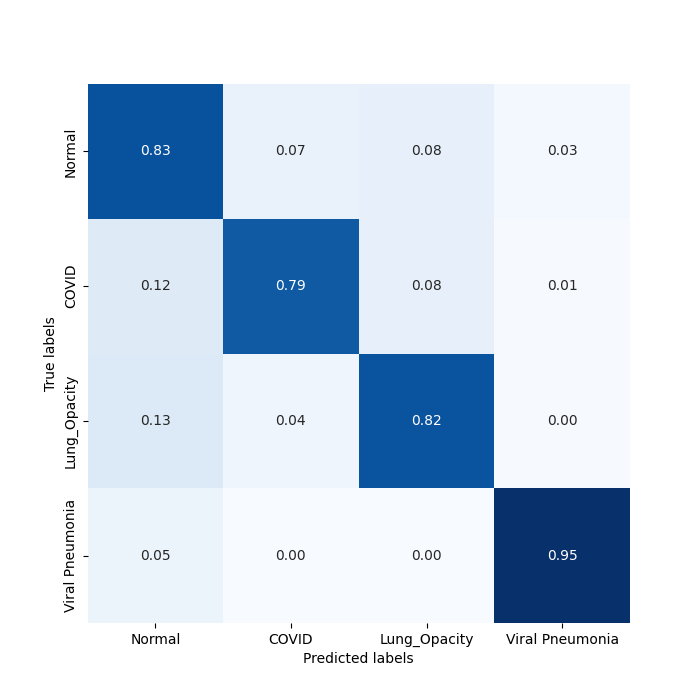 Normal
0.83 0.07 0.08 0.03
COVID
0.12 0.79 0.08 0.01
True labels
Lung_Opacity
0.13 0.04 0.82 0.00
Viral Pneumonia
0.05 0.00 0.00 0.95
Normal COVID Lung_Opacity Viral Pneumonia
Predicted labels